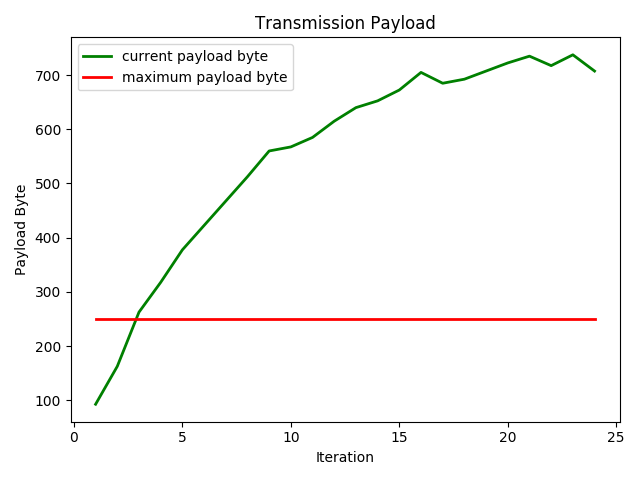 Transmission Payload
current payload byte
maximum payload byte
700
600
500
400
300
200
100
Payload Byte
0 5 10 15 20 25
Iteration